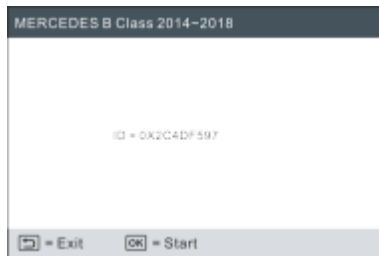 MERCEDES B Class 2014-2018
ID = 0X2C4DF597
= Exit OK = Start